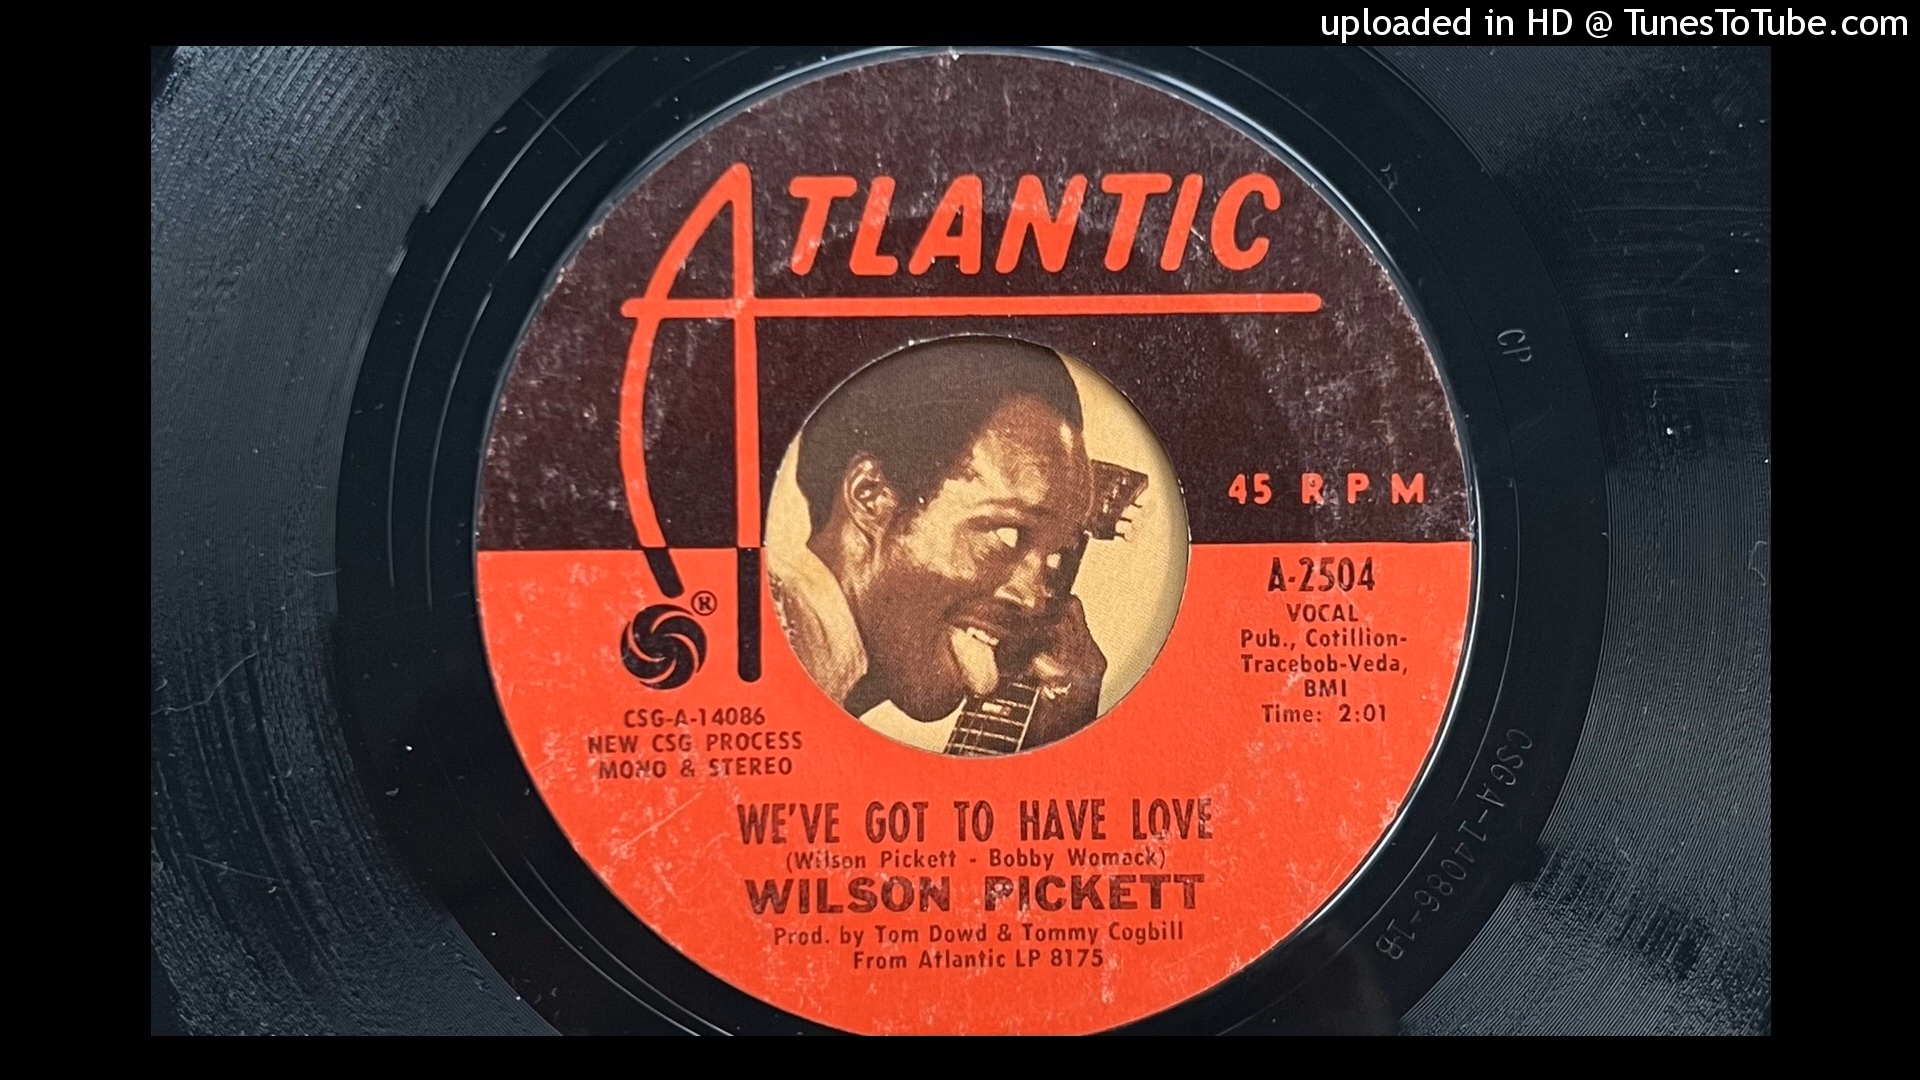 uploaded in HD @ TunesToTube.com
ATLANTIC
45 RPM
A-2504
VOCAL
Pub., Cotillion-
Tracebob-Veda,
BMI
Time: 2:01
®
CSG-A-14086
NEW CSG PROCESS
MONO & STEREO
WE'VE GOT TO HAVE LOVE
(Wilson Pickett - Bobby Womack)
WILSON PICKETT
Prod. by Tom Dowd & Tommy Cogbill
From Atlantic LP 8175
CP
CSGA-14086-1B